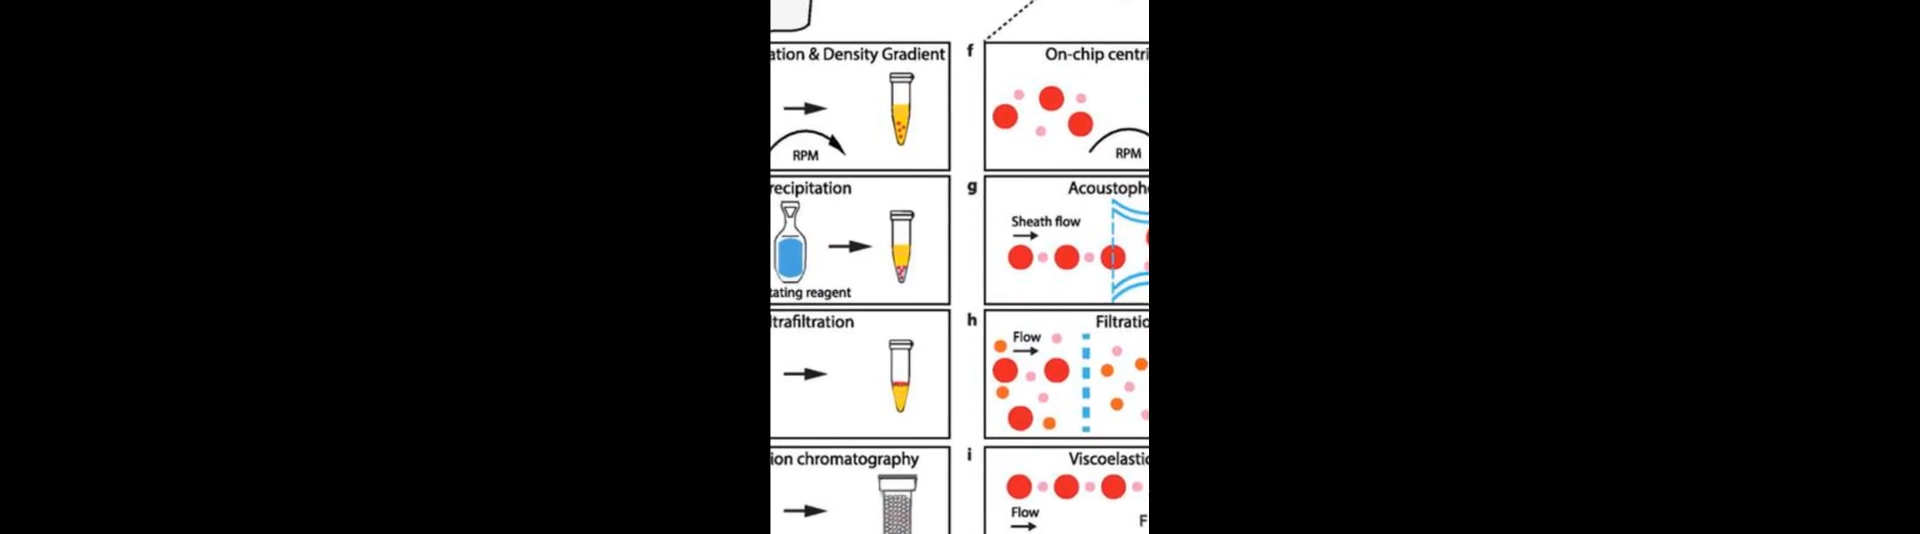 ation & Density Gradient
RPM
recipitation
tating reagent
ltrafiltration
ion chromatography
f
On-chip centri
RPM
g
Acoustoph
Sheath flow
h
Filtratio
Flow
i
Viscoelastic
Flow
F